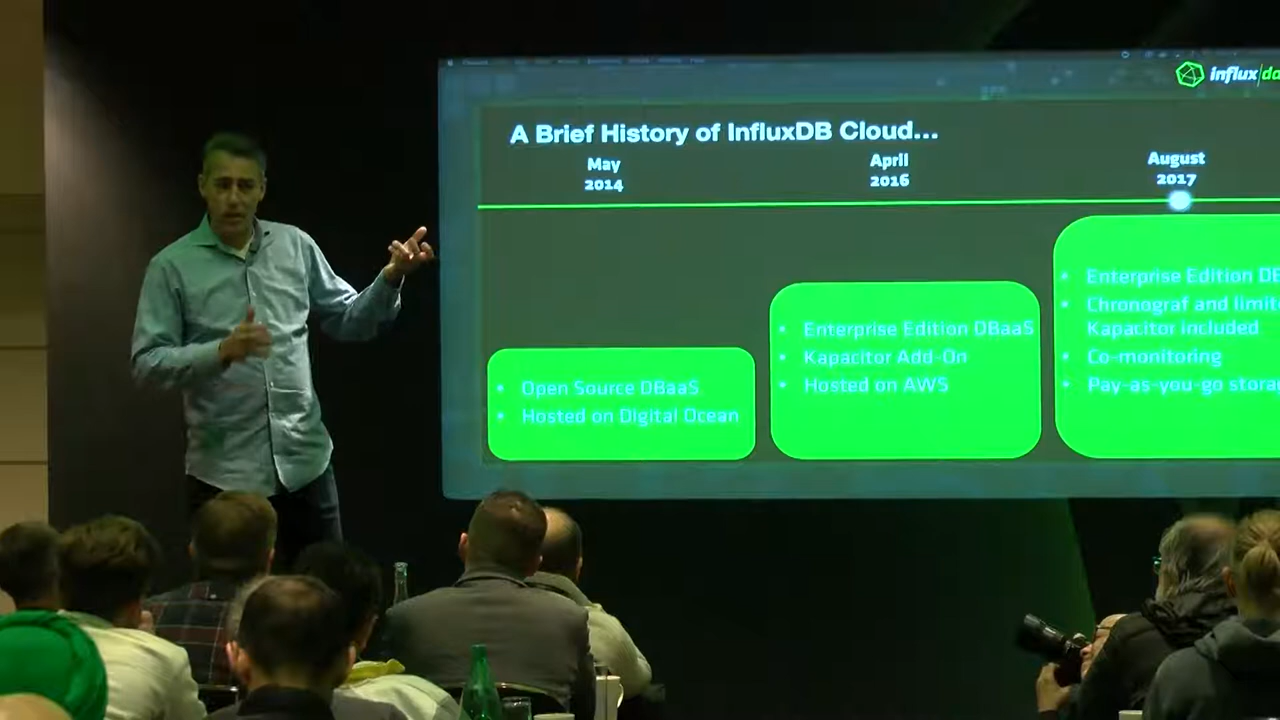 influx da
A Brief History of InfluxDB Cloud...
May
2014
April
2016
August
2017
• Open Source DBaaS
• Hosted on Digital Ocean
• Enterprise Edition DBaaS
• Kapacitor Add-On
• Hosted on AWS
• Enterprise Edition DB
• Chronograf and limite
Kapacitor included
• Co-monitoring
• Pay-as-you-go stora